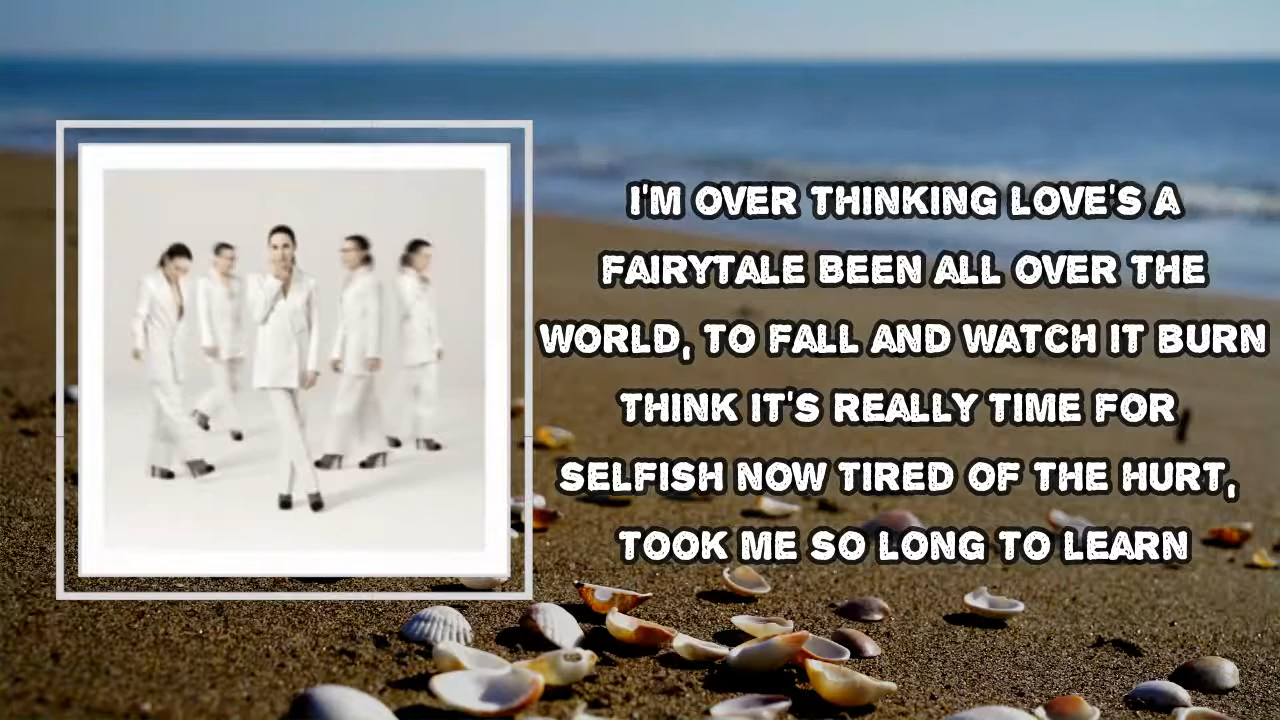 I'M OVER THINKING LOVE'S A
FAIRYTALE BEEN ALL OVER THE
WORLD, TO FALL AND WATCH IT BURN
THINK IT'S REALLY TIME FOR
SELFISH NOW TIRED OF THE HURT,
TOOK ME SO LONG TO LEARN